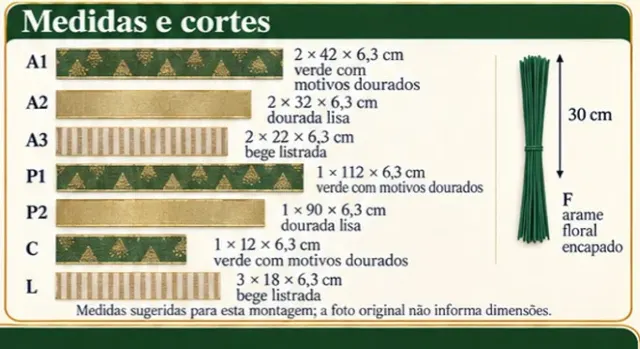 Medidas e cortes
A1
2 × 42 × 6,3 cm
verde com
motivos dourados
A2
2 × 32 × 6,3 cm
dourada lisa
A3
2 × 22 × 6,3 cm
bege listrada
P1
1 × 112 × 6,3 cm
verde com motivos dourados
P2
1 × 90 × 6,3 cm
dourada lisa
C
1 × 12 × 6,3 cm
verde com motivos dourados
L
3 × 18 × 6,3 cm
bege listrada
30 cm
F
arame
floral
encapado
Medidas sugeridas para esta montagem; a foto original não informa dimensões.